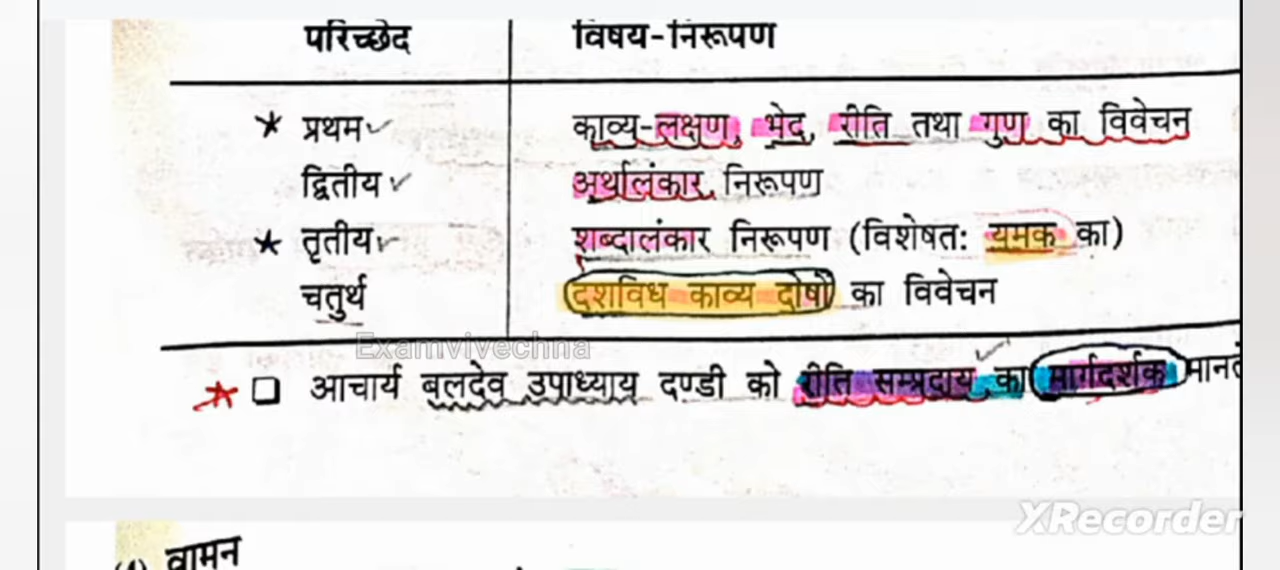 परिच्छेद विषय-निरूपण
★ प्रथम✓ काव्य-लक्षण, भेद, रीति तथा गुण का विवेचन
द्वितीय ✓ अर्थालंकार निरूपण
★ तृतीय✓ शब्दालंकार निरूपण (विशेषत: यमक का)
चतुर्थ दशविध काव्य दोषों का विवेचन
Examvivechna
★ □ आचार्य बलदेव उपाध्याय दण्डी को रीति सम्प्रदाय का मार्गदर्शक मानते
XRecorder
(4) वामन